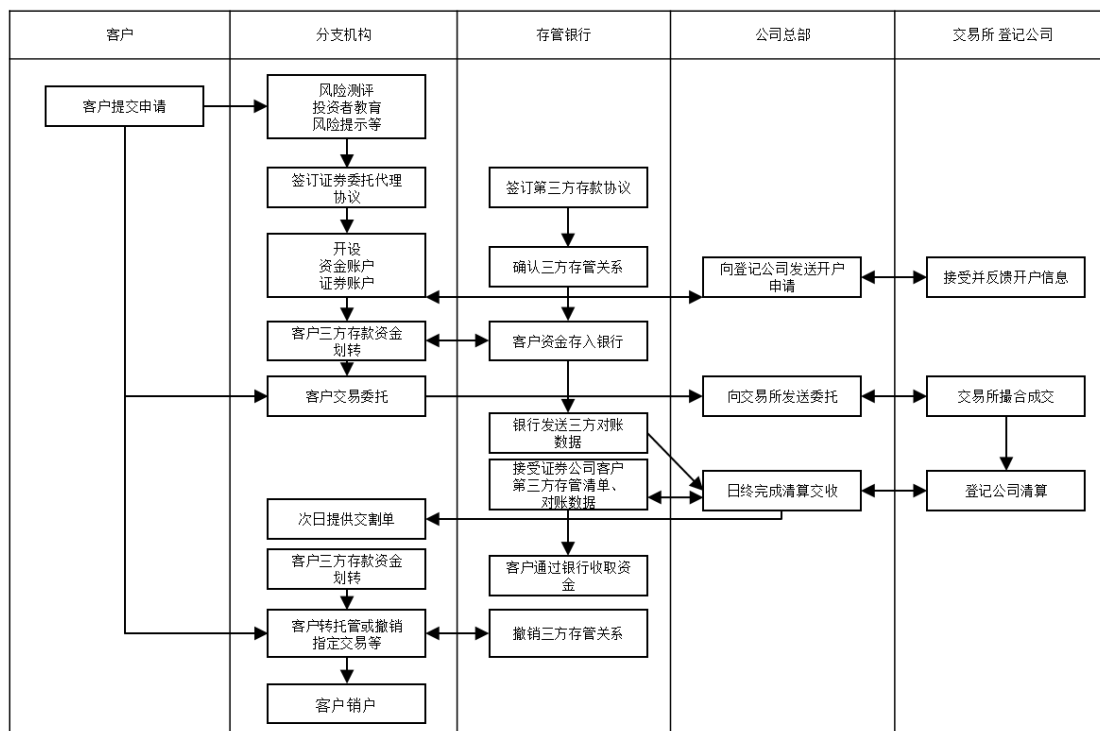 客户
分支机构
存管银行
公司总部
交易所 登记公司
客户提交申请
风险测评
投资者教育
风险提示等
签订证券委托代理
协议
签订第三方存款协议
开设
资金账户
证券账户
确认三方存管关系
向登记公司发送开户
申请
接受并反馈开户信息
客户三方存款资金
划转
客户资金存入银行
客户交易委托
向交易所发送委托
交易所撮合成交
银行发送三方对账
数据
接受证券公司客户
第三方存管清单、
对账数据
日终完成清算交收
登记公司清算
次日提供交割单
客户三方存款资金
划转
客户通过银行收取资
金
客户转托管或撤销
指定交易等
撤销三方存管关系
客户销户